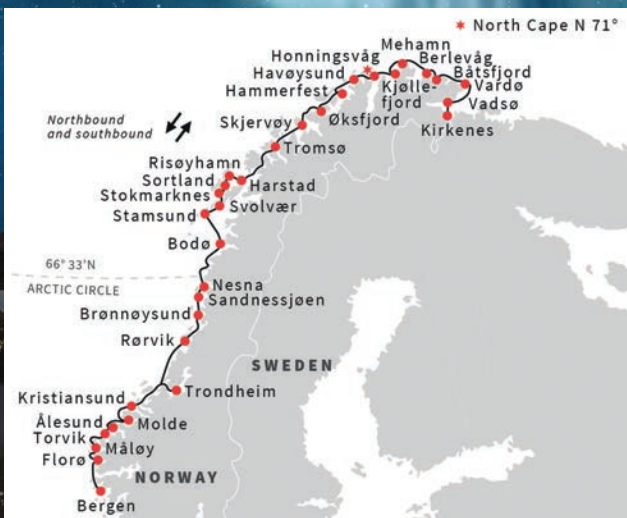 North Cape N 71°
Mehamn
Honningsvåg
Berlevåg
Havøysund
Båtsfjord
Hammerfest
Kjølle-
fjord
Vardø
Vadsø
Northbound
and southbound
Skjervøy
Øksfjord
Kirkenes
Tromsø
Risøyhamn
Sortland
Harstad
Stokmarknes
Svolvær
Stamsund
Bodø
66° 33'N
ARCTIC CIRCLE
Nesna
Sandnessjøen
Brønnøysund
Rørvik
SWEDEN
Trondheim
Kristiansund
Ålesund
Molde
Torvik
Måløy
Florø
NORWAY
Bergen